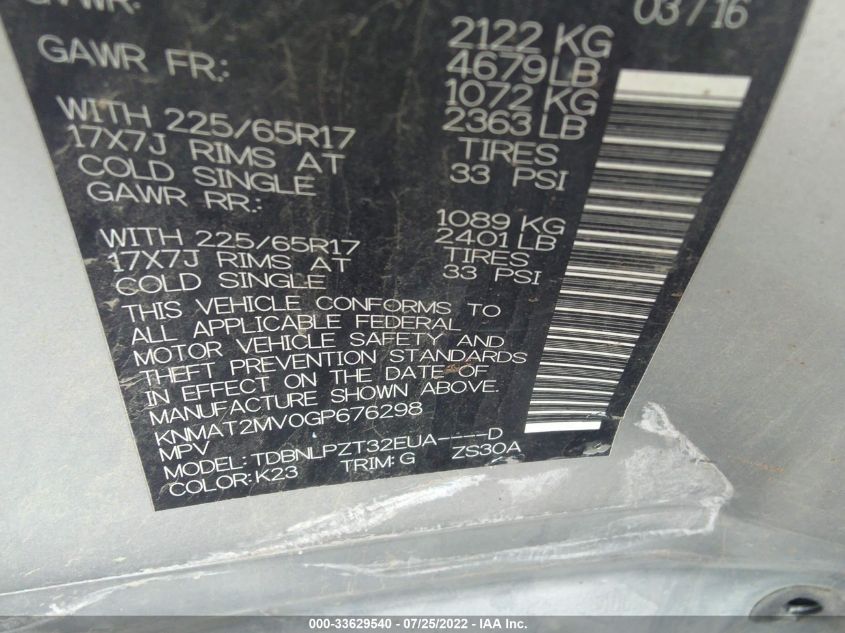 GVWR:
03/16
2122 KG
GAWR FR.: 4679LB
1072 KG
WITH 225/65R17 2363 LB
17X7J RIMS AT TIRES
COLD SINGLE 33 PSI
GAWR RR:
1089 KG
WITH 225/65R17 2401 LB
17X7J RIMS AT TIRES
COLD SINGLE 33 PSI
THIS VEHICLE CONFORMS TO
ALL APPLICABLE FEDERAL
MOTOR VEHICLE SAFETY AND
THEFT PREVENTION STANDARDS
IN EFFECT ON THE DATE OF
MANUFACTURE SHOWN ABOVE.
KNMAT2MV0GP676298
MPV
MODEL: TDBNLPZT32EUA----D
COLOR:K23 TRIM:G ZS30A
000-33629540 - 07/25/2022 - IAA Inc.